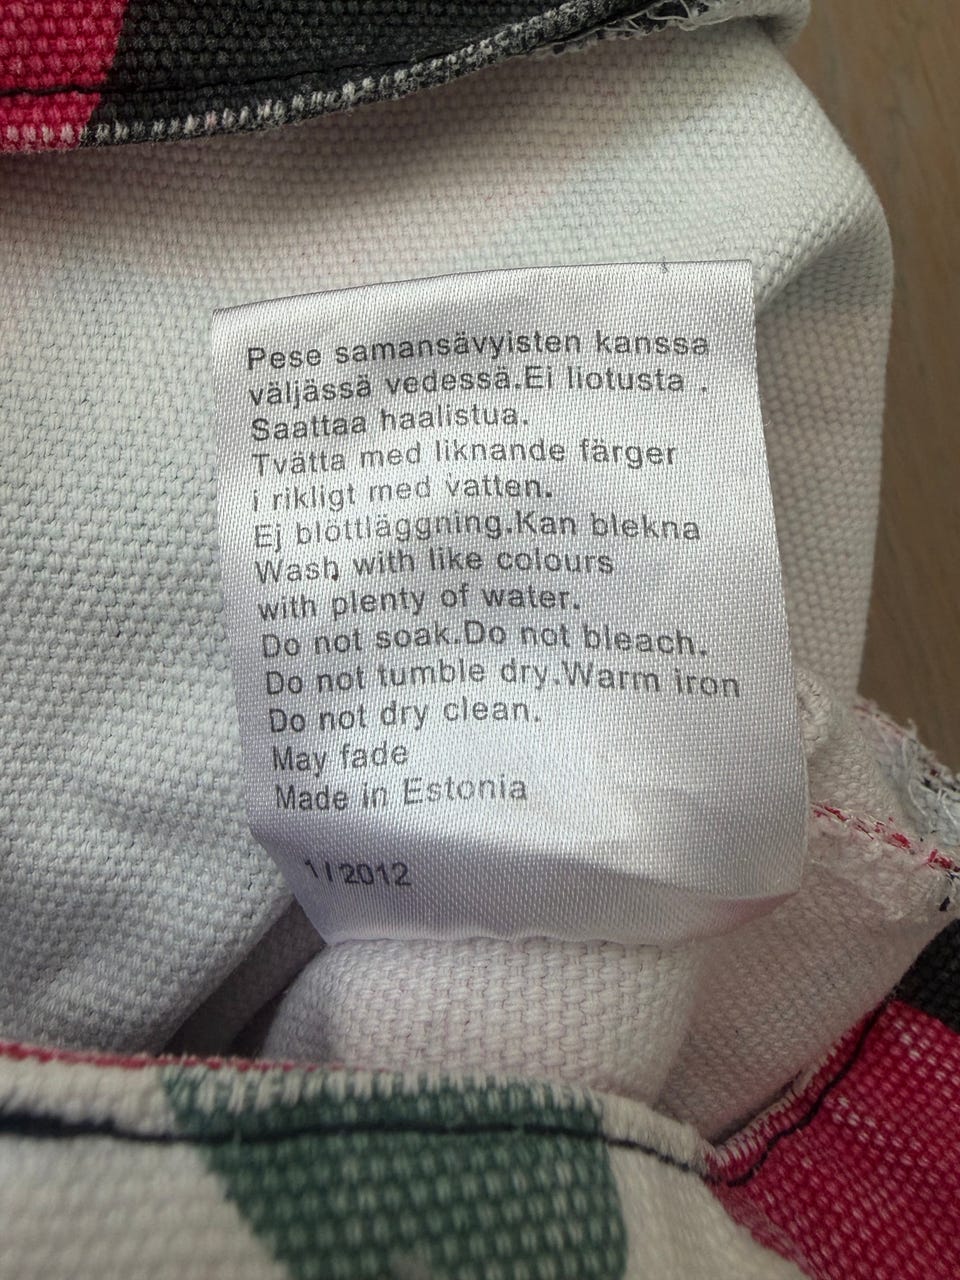 Pese samansävyisten kanssa
väljässä vedessä.Ei liotusta .
Saattaa haalistua.
Tvätta med liknande färger
i rikligt med vatten.
Ej blötläggning.Kan blekna
Wash with like colours
with plenty of water.
Do not soak.Do not bleach.
Do not tumble dry.Warm iron
Do not dry clean.
May fade
Made in Estonia
1/2012